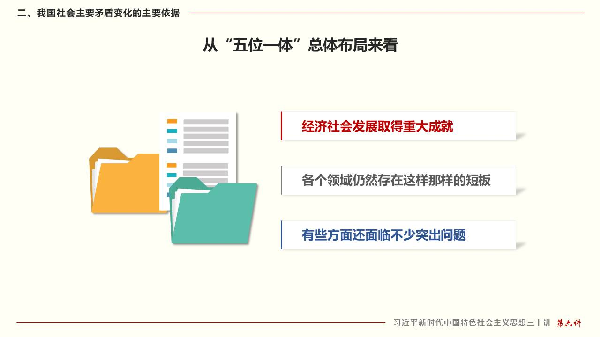 二、我国社会主要矛盾变化的主要依据
从“五位一体”总体布局来看
经济社会发展取得重大成就
各个领域仍然存在这样那样的短板
有些方面还面临不少突出问题
习近平新时代中国特色社会主义思想三十讲 第六讲